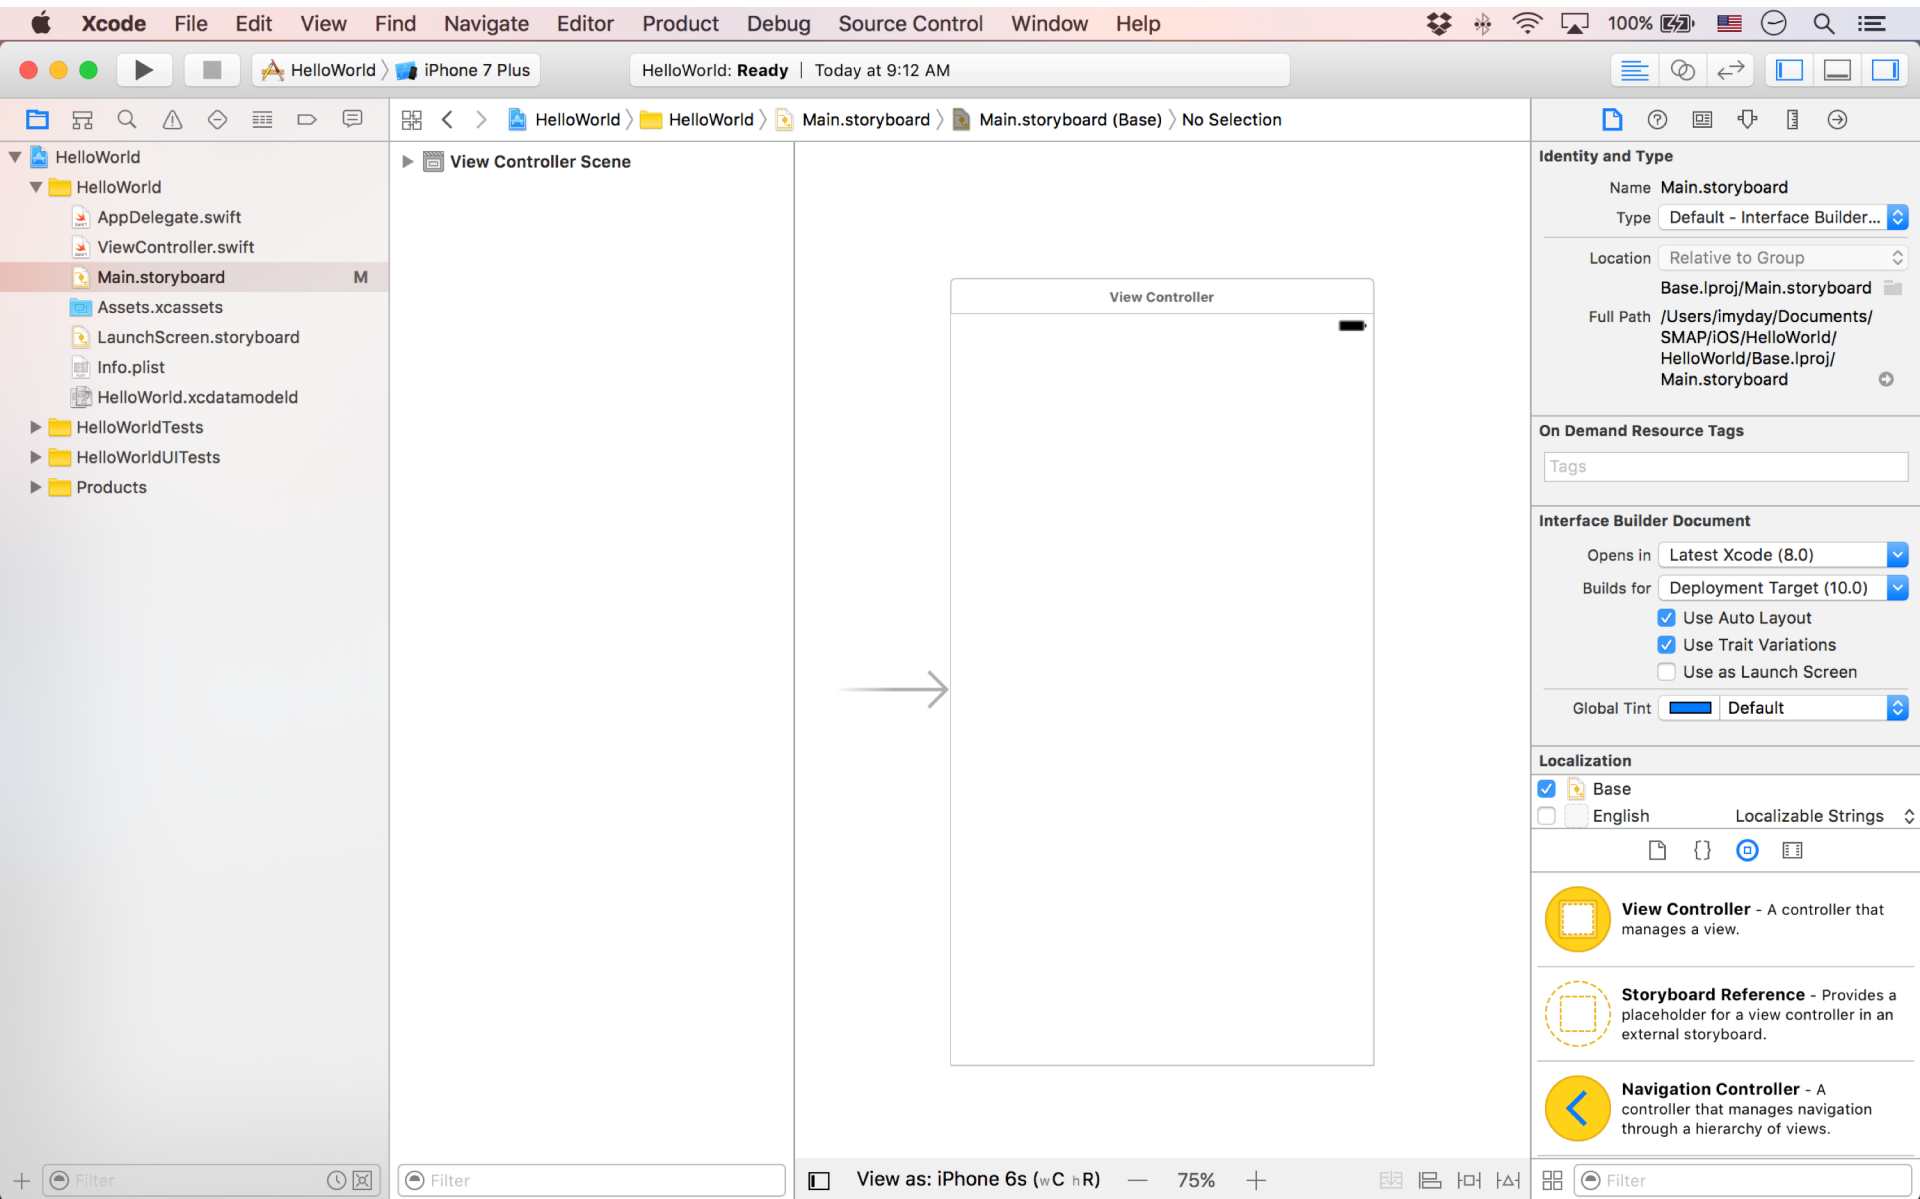 Xcode File Edit View Find Navigate Editor Product Debug Source Control Window Help 100%
HelloWorld iPhone 7 Plus HelloWorld: Ready | Today at 9:12 AM
HelloWorld HelloWorld Main.storyboard Main.storyboard (Base) No Selection
HelloWorld
HelloWorld
AppDelegate.swift
ViewController.swift
Main.storyboard M
Assets.xcassets
LaunchScreen.storyboard
Info.plist
HelloWorld.xcdatamodeld
HelloWorldTests
HelloWorldUITests
Products
Filter
View Controller Scene
Filter
View Controller
View as: iPhone 6s (wC hR) — 75% +
Identity and Type
Name Main.storyboard
Type Default - Interface Builder...
Location Relative to Group
Base.lproj/Main.storyboard
Full Path /Users/imyday/Documents/
SMAP/iOS/HelloWorld/
HelloWorld/Base.lproj/
Main.storyboard
On Demand Resource Tags
Tags
Interface Builder Document
Opens in Latest Xcode (8.0)
Builds for Deployment Target (10.0)
Use Auto Layout
Use Trait Variations
Use as Launch Screen
Global Tint Default
Localization
Base
English Localizable Strings
{}
View Controller - A controller that
manages a view.
Storyboard Reference - Provides a
placeholder for a view controller in an
external storyboard.
Navigation Controller - A
controller that manages navigation
through a hierarchy of views.
Filter